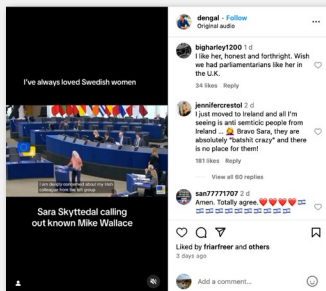 I've always loved Swedish women
I am deeply concerned about my Irish
colleague from the left group
Sara Skyttedal calling
out known Mike Wallace
dengal • Follow
Original audio
bigharley1200 1 d
I like her, honest and forthright. Wish
we had parliamentarians like her in
the U.K.
34 likes Reply
jennifercrestol 2 d
I just moved to Ireland and all I'm
seeing is anti semiticic people from
Ireland ... 🤦 Bravo Sara, they are
absolutely "batshit crazy" and there
is no place for them!
181 likes Reply
View all 60 replies
san77771707 2 d
Amen. Totally agree.❤️❤️❤️❤️🇮🇱
🇮🇱🇮🇱🇮🇱🇮🇱🇮🇱🇮🇱🇮🇱🇮🇱🇮🇱
Liked by friarfreer and others
3 days ago
Add a comment...